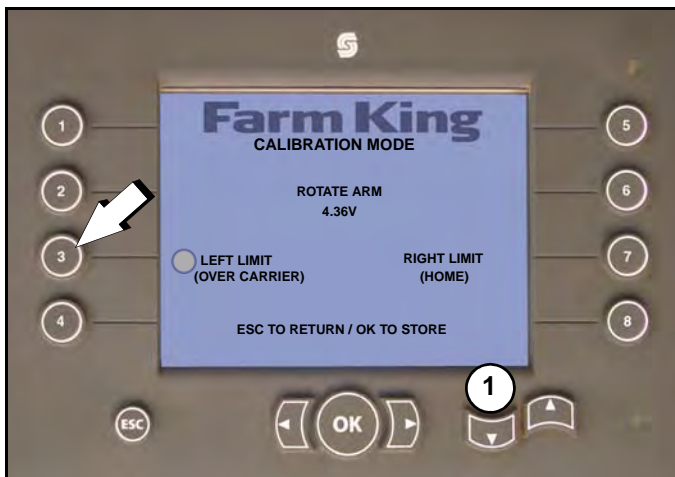 Farm King
CALIBRATION MODE
1
5
2
ROTATE ARM
6
4.36V
3
LEFT LIMIT
(OVER CARRIER)
RIGHT LIMIT
(HOME)
7
4
ESC TO RETURN / OK TO STORE
8
1
ESC
OK